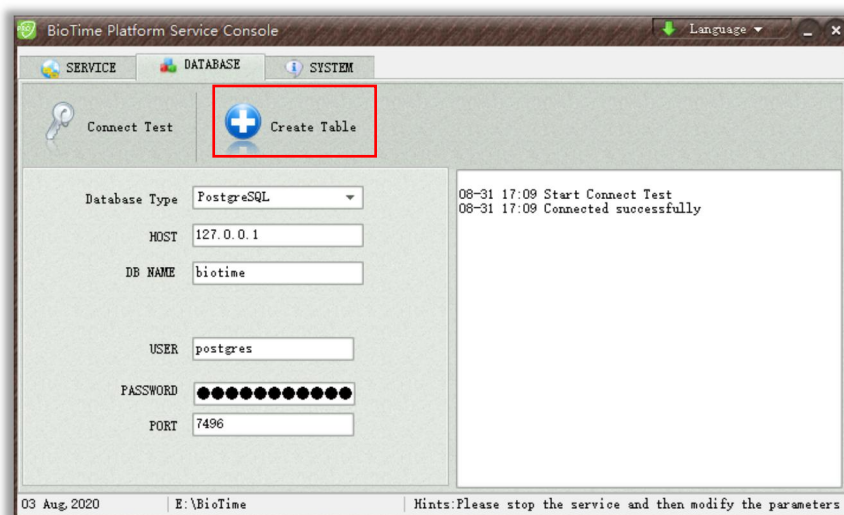 PRO BioTime Platform Service Console Language
SERVICE DATABASE SYSTEM
Connect Test Create Table
Database Type PostgreSQL
HOST 127.0.0.1
DB NAME biotime
USER postgres
PASSWORD ●●●●●●●●●●●
PORT 7496
08-31 17:09 Start Connect Test
08-31 17:09 Connected successfully
03 Aug, 2020 E:\BioTime Hints:Please stop the service and then modify the parameters